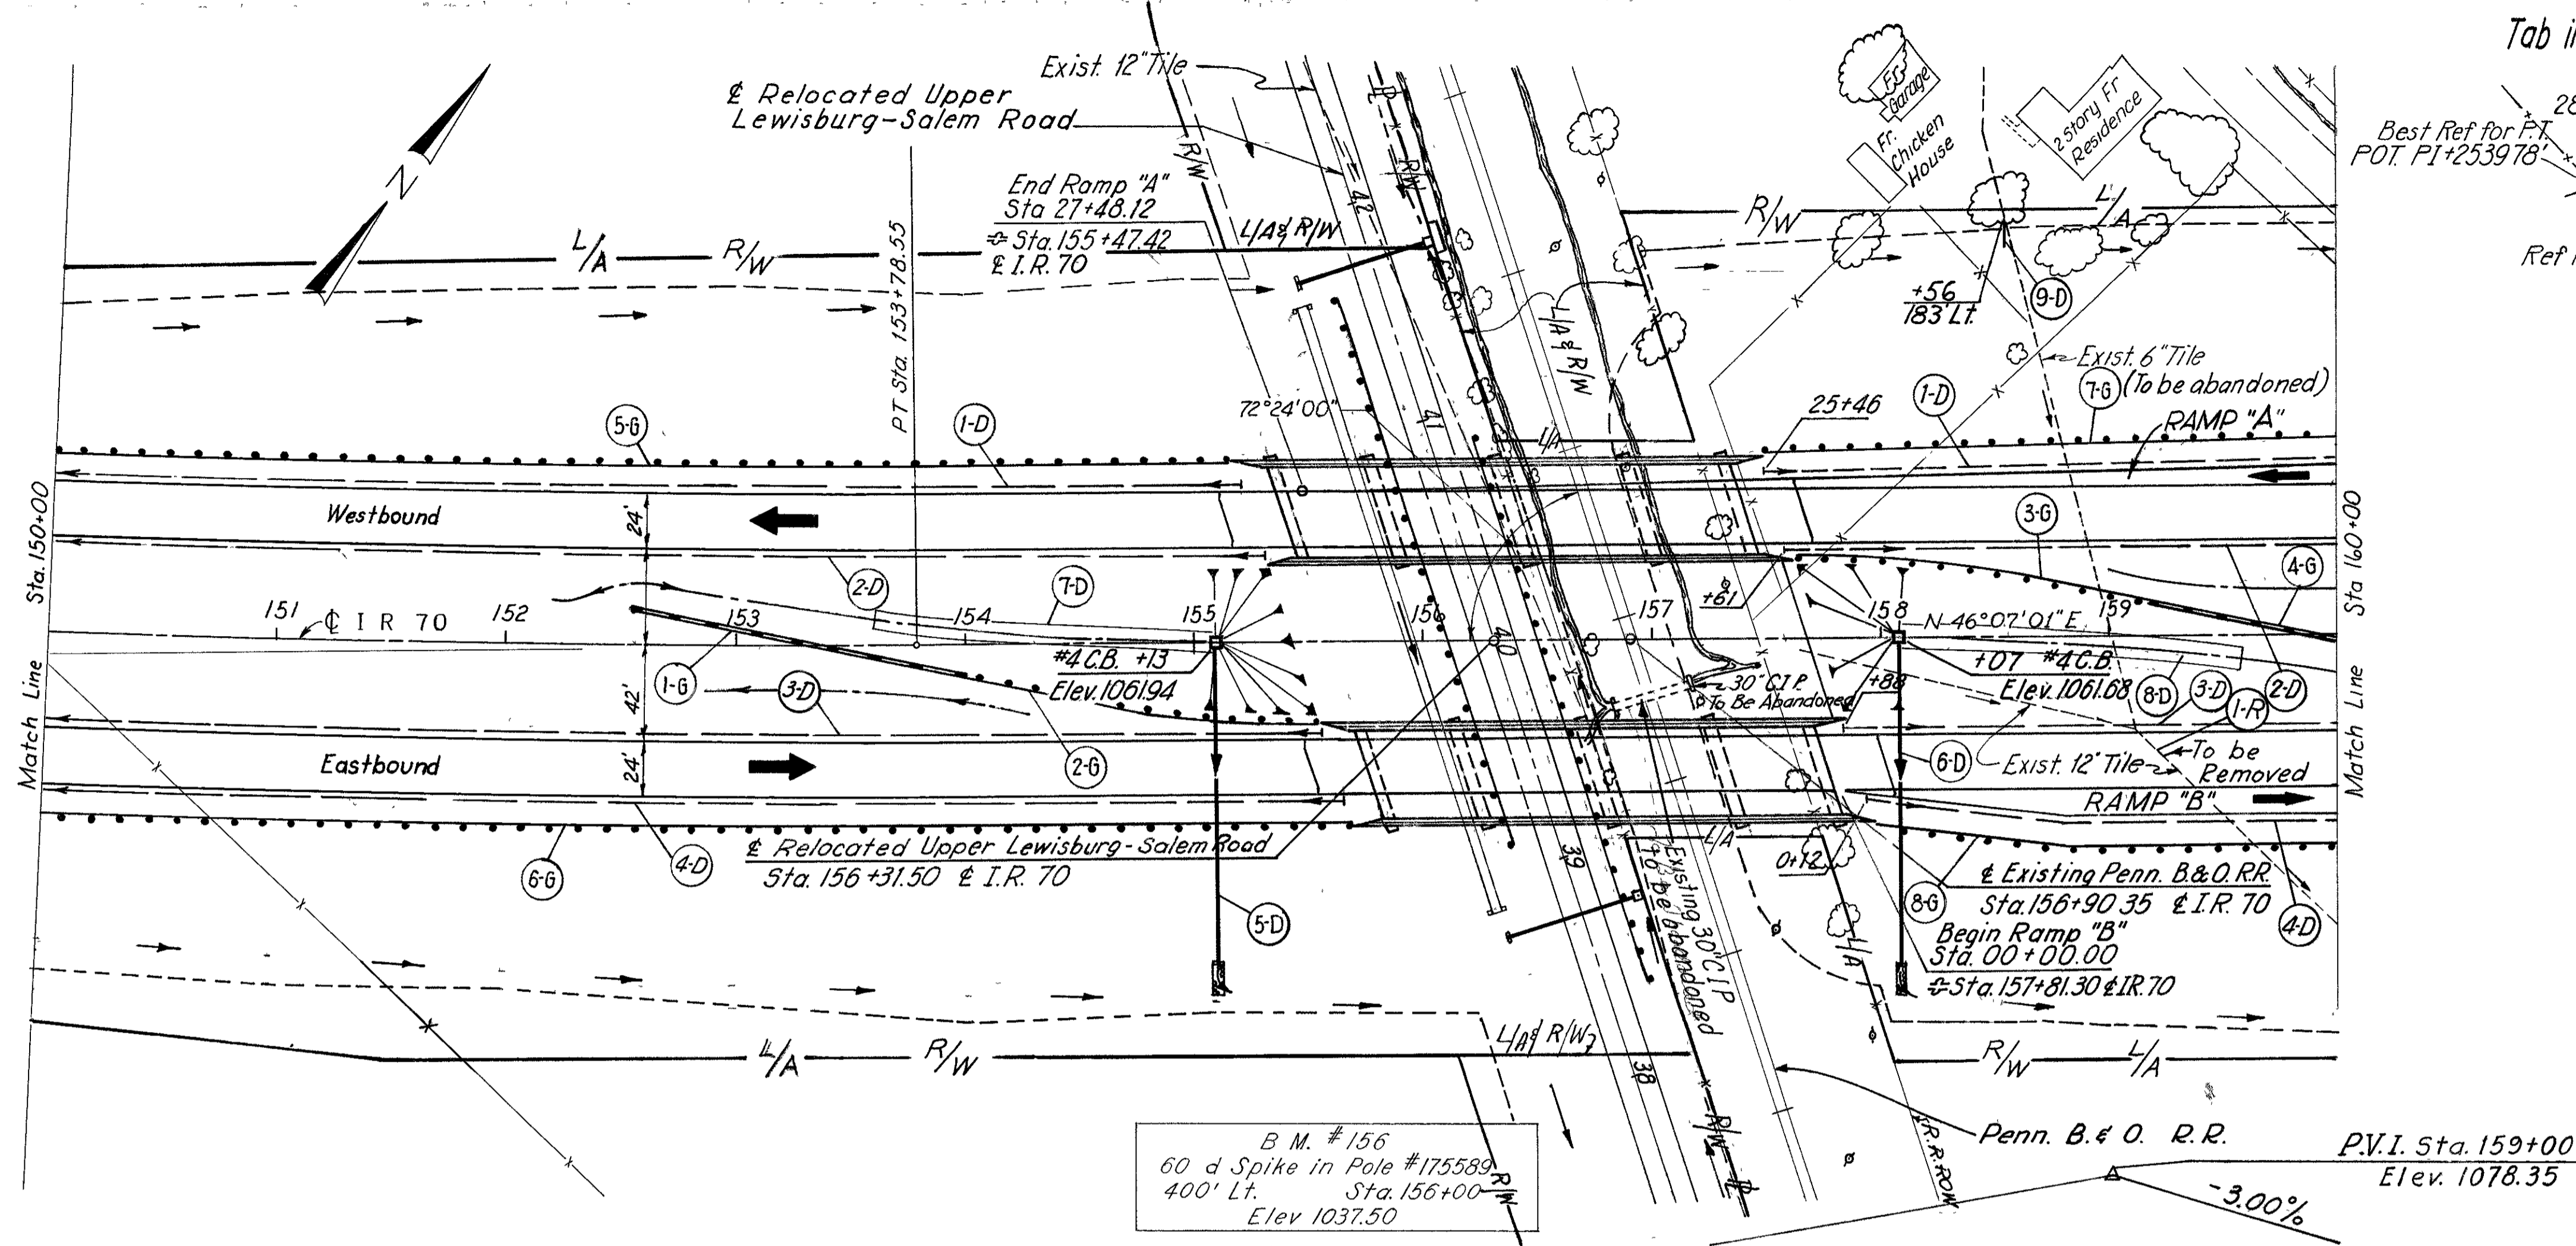 Tab i
Exist. 12" Tile
℄ Relocated Upper
Lewisburg-Salem Road
R/W
End Ramp "A"
Sta 27+48.12
= Sta. 155+47.42
℄ I.R. 70
L/A & R/W
42
R/W
Fr.
Garage
Fr.
Chicken
House
2 Story Fr
Residence
28
Best Ref for P.T.
POT. PI+253978'
Ref
N
L/A
R/W
PT Sta. 153+78.55
L/A & R/W
R/W
L/A
+56
183' Lt.
9-D
Exist. 6" Tile
7-G
(To be abandoned)
RAMP "A"
72°24'00"
41
L/A
25+46
1-D
5-G
1-D
Match Line Sta. 150+00
Westbound
24'
3-G
4-G
Match Line Sta 160+00
2-D
7-D
+61
151
152
153
154
155
156
157
158
159
℄ I R 70
N-46°07'01"E
40
#4 C.B. +13
Elev. 1061.94
1-G
3-D
42'
30" C I P.
To Be Abandoned
+88
+07 #4 C.B.
Elev. 1061.68
8-D
3-D
2-D
1-R
Eastbound
24'
2-G
6-D
Exist. 12" Tile
To be
Removed
RAMP "B"
6-G
4-D
℄ Relocated Upper Lewisburg-Salem Road
Sta. 156+31.50 ℄ I.R. 70
39
L/A
0+12
Existing 30" C I P
To be abandoned
℄ Existing Penn. B.&O. R.R.
Sta. 156+90.35 ℄ I.R. 70
8-G
4-D
5-D
Begin Ramp "B"
Sta. 00+00.00
= Sta. 157+81.30 ℄ IR. 70
L/A
L/A
R/W
L/A & R/W
38
R/W
L/A
B M. #156
60 d Spike in Pole #175589
400' Lt. Sta. 156+00
Elev 1037.50
R/W
R/W
Penn. B. & O. R.R.
R.R. ROW
P.V.I. Sta. 159+00
Elev. 1078.35
-3.00%